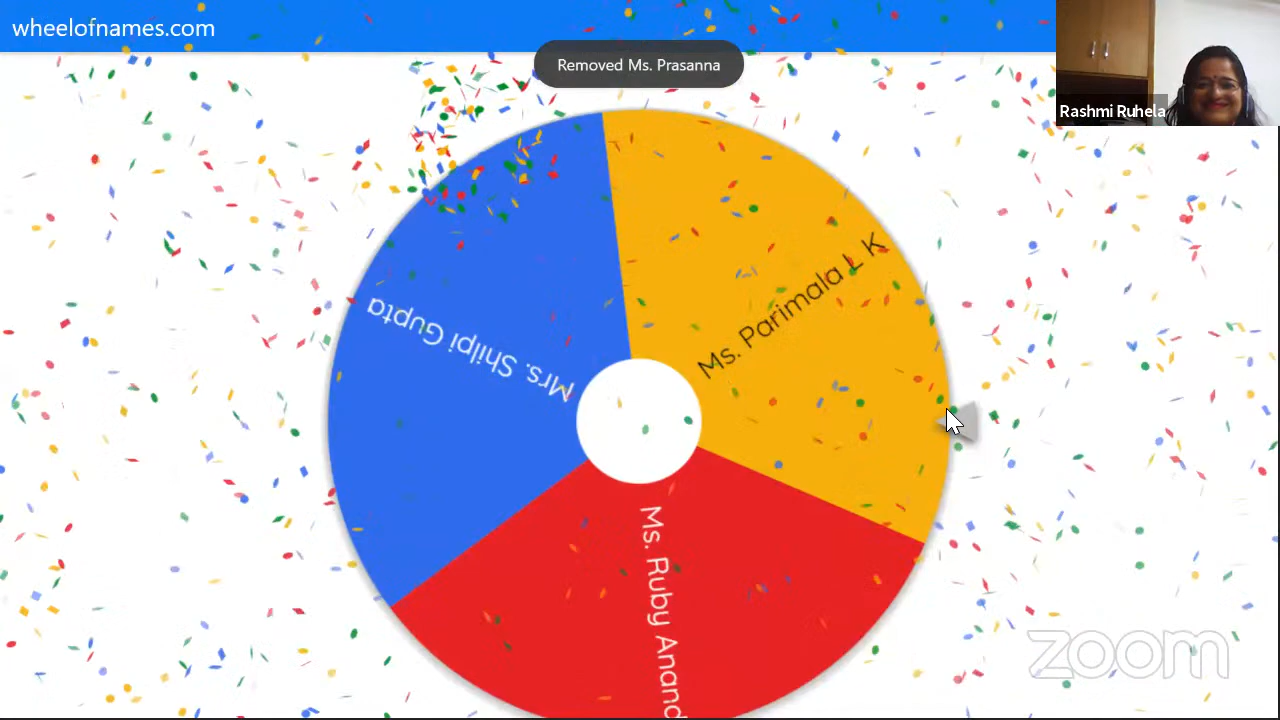 wheelofnames.com
Removed Ms. Prasanna
Rashmi Ruhela
Mrs. Shilpi Gupta
Ms. Parimala L K
Ms. Ruby Anand
zoom